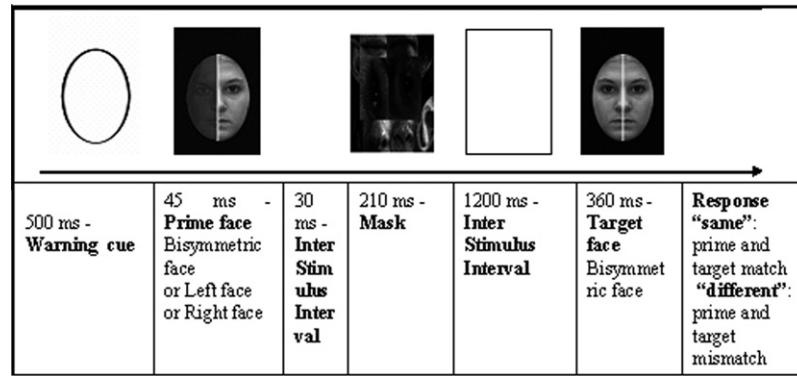 500 ms -
Warning cue
45 ms -
Prime face
Bisymmetric
face
or Left face
or Right face
30
ms -
Inter
Stim
ulus
Inter
val
210 ms -
Mask
1200 ms -
Inter
Stimulus
Interval
360 ms -
Target
face
Bisymmet
ric face
Response
“same”:
prime and
target match
“different”:
prime and
target
mismatch